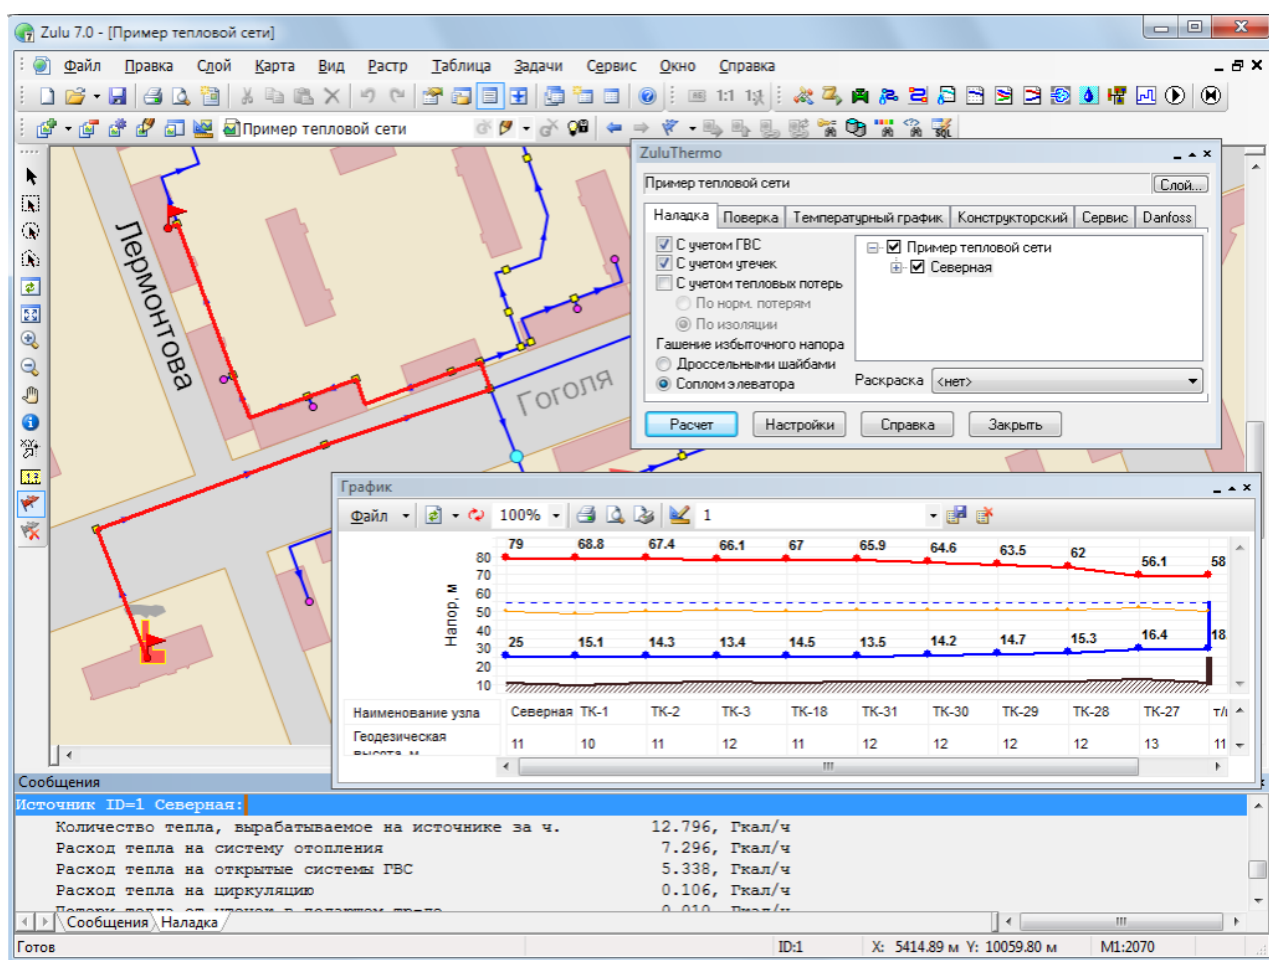 Zulu 7.0 - [Пример тепловой сети]
Файл Правка Слой Карта Вид Растр Таблица Задачи Сервис Окно Справка
1:1
Пример тепловой сети
SQL
ZuluThermo
Пример тепловой сети
Слой...
Наладка Поверка Температурный график Конструкторский Сервис Danfoss
С учетом ГВС
С учетом утечек
С учетом тепловых потерь
По норм. потерям
По изоляции
Гашение избыточного напора
Дроссельными шайбами
Соплом элеватора
Пример тепловой сети
Северная
Раскраска <нет>
Расчет Настройки Справка Закрыть
Лермонтова
Гоголя
График
Файл 100% 1
79 68.8 67.4 66.1 67 65.9 64.6 63.5 62 56.1 58
25 15.1 14.3 13.4 14.5 13.5 14.2 14.7 15.3 16.4 18
Напор, м
80
70
60
50
40
30
20
10
Наименование узла Северная ТК-1 ТК-2 ТК-3 ТК-18 ТК-31 ТК-30 ТК-29 ТК-28 ТК-27
Геодезическая
высота, м
11 10 11 12 11 12 12 12 12 13 11
Сообщения
Источник ID=1 Северная:
Количество тепла, вырабатываемое на источнике за ч. 12.796, Гкал/ч
Расход тепла на систему отопления 7.296, Гкал/ч
Расход тепла на открытые системы ГВС 5.338, Гкал/ч
Расход тепла на циркуляцию 0.106, Гкал/ч
Сообщения Наладка
Готов ID:1 X: 5414.89 м Y: 10059.80 м М1:2070